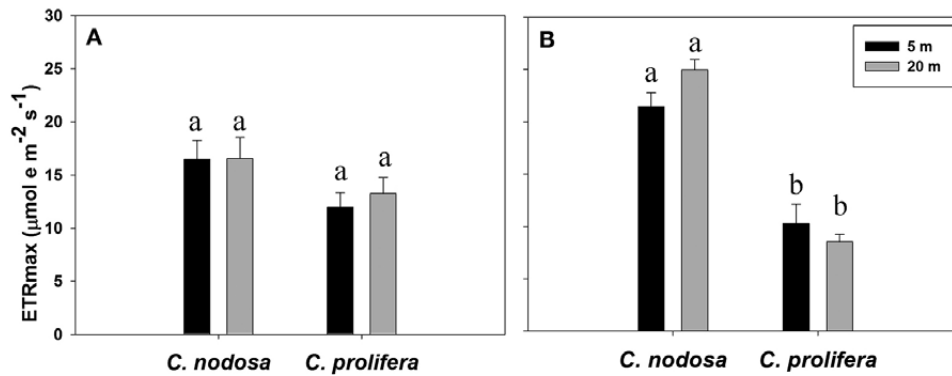 A
30
25
20
15
10
5
0
ETRmax (µmol e m⁻² s⁻¹)
a a
a a
C. nodosa C. prolifera
B
5 m
20 m
a a
b b
C. nodosa C. prolifera